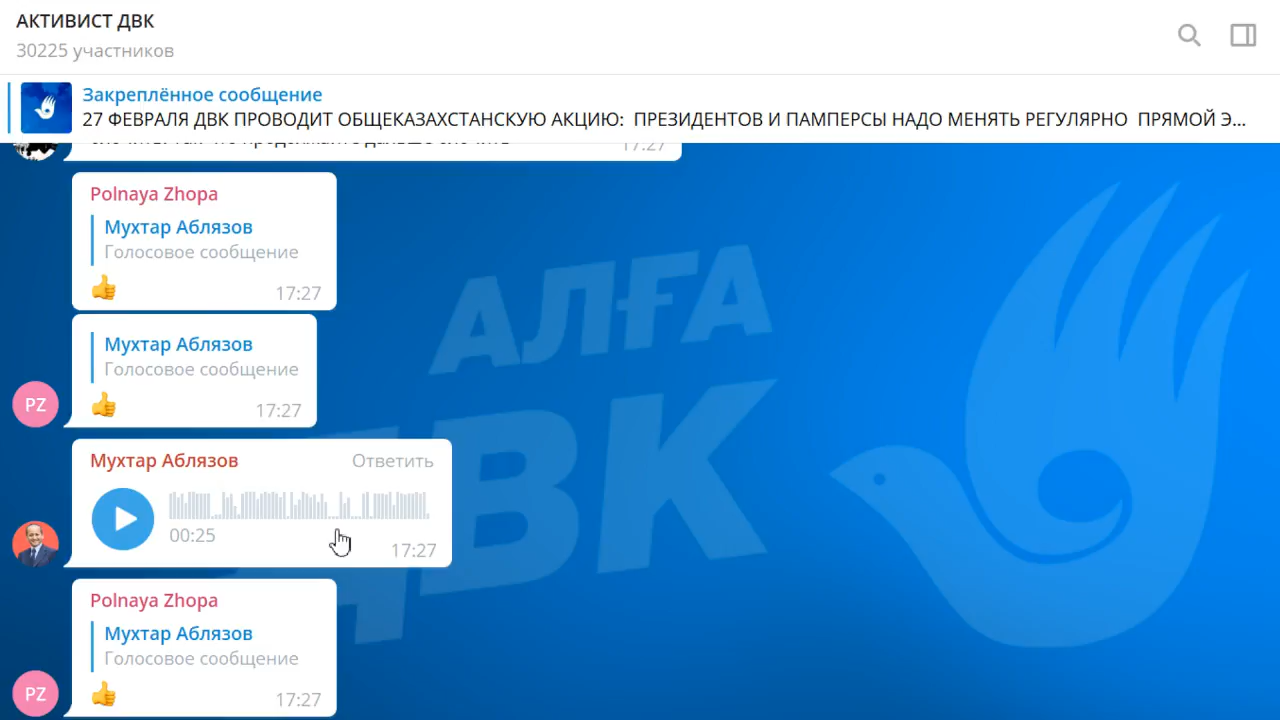 АКТИВИСТ ДВК
30225 участников
Закреплённое сообщение
27 ФЕВРАЛЯ ДВК ПРОВОДИТ ОБЩЕКАЗАХСТАНСКУЮ АКЦИЮ: ПРЕЗИДЕНТОВ И ПАМПЕРСЫ НАДО МЕНЯТЬ РЕГУЛЯРНО ПРЯМОЙ Э...
17:27
Polnaya Zhopa
Мухтар Аблязов
Голосовое сообщение
👍 17:27
Мухтар Аблязов
Голосовое сообщение
PZ 👍 17:27
Мухтар Аблязов Ответить
00:25
17:27
Polnaya Zhopa
Мухтар Аблязов
Голосовое сообщение
PZ 👍 17:27
АЛҒА
ДВК